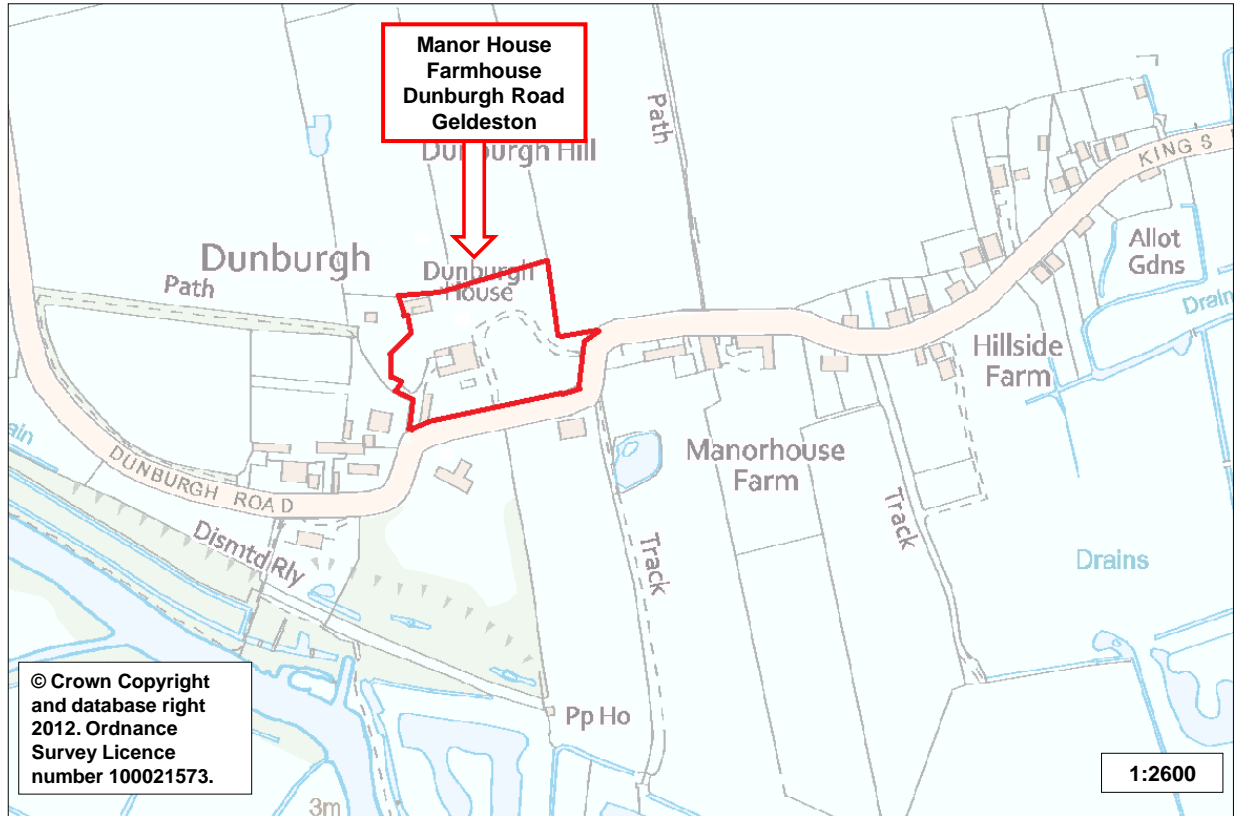 Manor House
Farmhouse
Dunburgh Road
Geldeston
Dunburgh Hill
Path
KING S
Allot
Gdns
Dunburgh
Path
Dunburgh
House
Drain
Hillside
Farm
Manorhouse
Farm
DUNBURGH ROAD
Dismtd Rly
Track
Track
Drains
Pp Ho
© Crown Copyright
and database right
2012. Ordnance
Survey Licence
number 100021573.
1:2600
3m